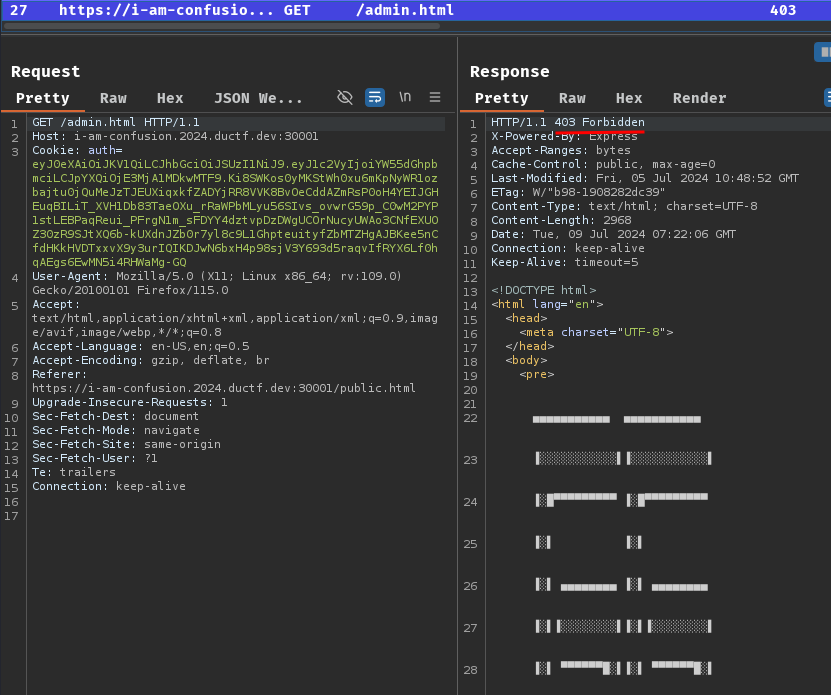 27 https://i-am-confusio... GET /admin.html 403
Request
Pretty Raw Hex JSON We... \n
1 GET /admin.html HTTP/1.1
2 Host: i-am-confusion.2024.ductf.dev:30001
3 Cookie: auth=
User-Agent: Mozilla/5.0 (X11; Linux x86_64; rv:109.0)
4
Gecko/20100101 Firefox/115.0
5 Accept:
text/html,application/xhtml+xml,application/xml;q=0.9,imag
e/avif,image/webp,*/*;q=0.8
6 Accept-Language: en-US,en;q=0.5
7 Accept-Encoding: gzip, deflate, br
8 Referer:
https://i-am-confusion.2024.ductf.dev:30001/public.html
9 Upgrade-Insecure-Requests: 1
10 Sec-Fetch-Dest: document
11 Sec-Fetch-Mode: navigate
12 Sec-Fetch-Site: same-origin
13 Sec-Fetch-User: ?1
14 Te: trailers
15 Connection: keep-alive
16
17
Response
Pretty Raw Hex Render
1 HTTP/1.1 403 Forbidden
2 X-Powered-By: Express
3 Accept-Ranges: bytes
4 Cache-Control: public, max-age=0
5 Last-Modified: Fri, 05 Jul 2024 10:48:52 GMT
6 ETag: W/"b98-1908282dc39"
7 Content-Type: text/html; charset=UTF-8
8 Content-Length: 2968
9 Date: Tue, 09 Jul 2024 07:22:06 GMT
10 Connection: keep-alive
11 Keep-Alive: timeout=5
12
13 <!DOCTYPE html>
14 <html lang="en">
15 <head>
16 <meta charset="UTF-8">
17 </head>
18 <body>
19 <pre>
20
21
22
23
24
25
26
27
28